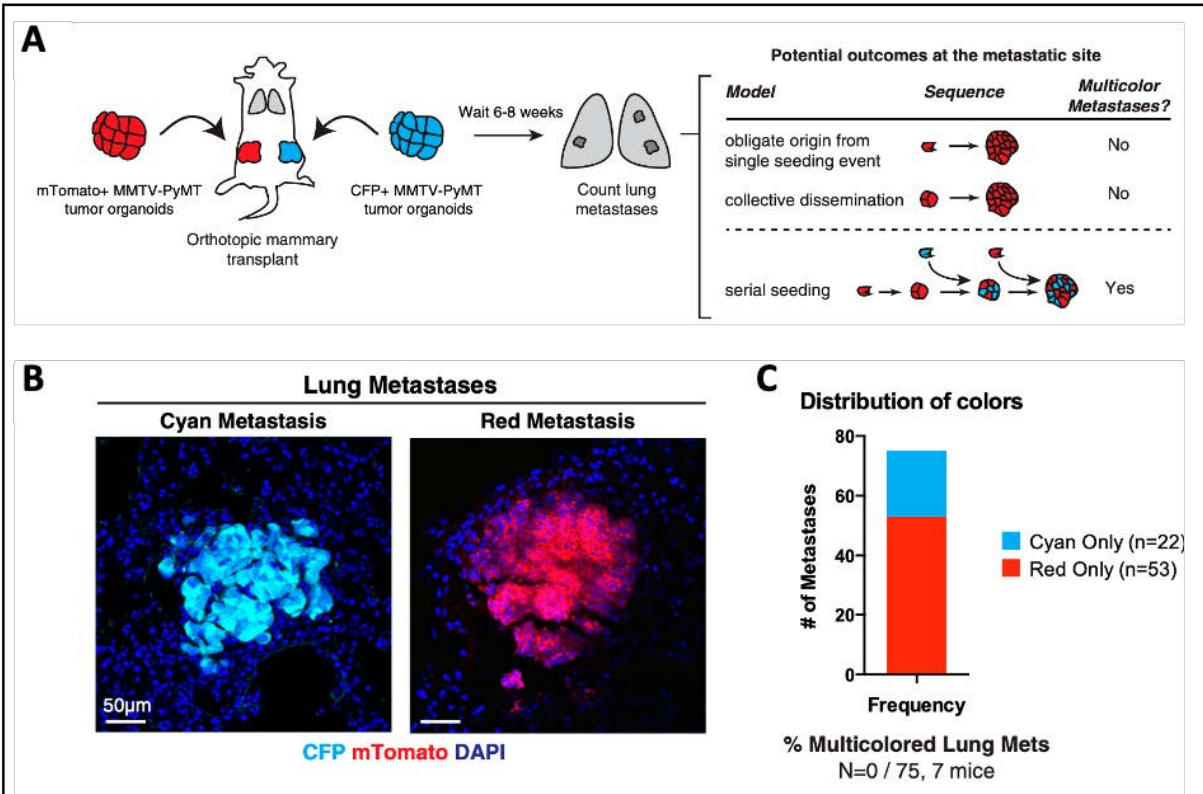 A
mTomato+ MMTV-PyMT
tumor organoids
Orthotopic mammary
transplant
CFP+ MMTV-PyMT
tumor organoids
Wait 6-8 weeks
Count lung
metastases
Potential outcomes at the metastatic site
Model Sequence Multicolor
Metastases?
obligate origin from
single seeding event
No
collective dissemination No
serial seeding Yes
B
Lung Metastases
Cyan Metastasis Red Metastasis
50µm
CFP mTomato DAPI
C
Distribution of colors
# of Metastases
80
60
40
20
0
Frequency
Cyan Only (n=22)
Red Only (n=53)
% Multicolored Lung Mets
N=0 / 75, 7 mice